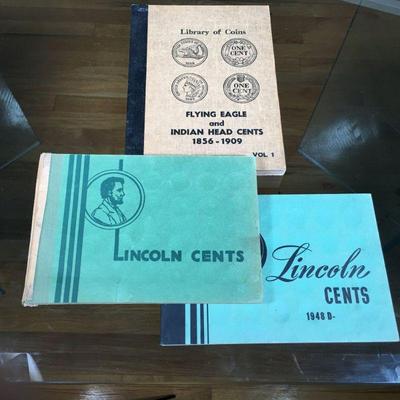 Library of Coins
ONE
CENT
ONE
CENT
FLYING EAGLE
and
INDIAN HEAD CENTS
1856-1909
VOL. 1
LINCOLN CENTS
Lincoln
CENTS
1948 D-